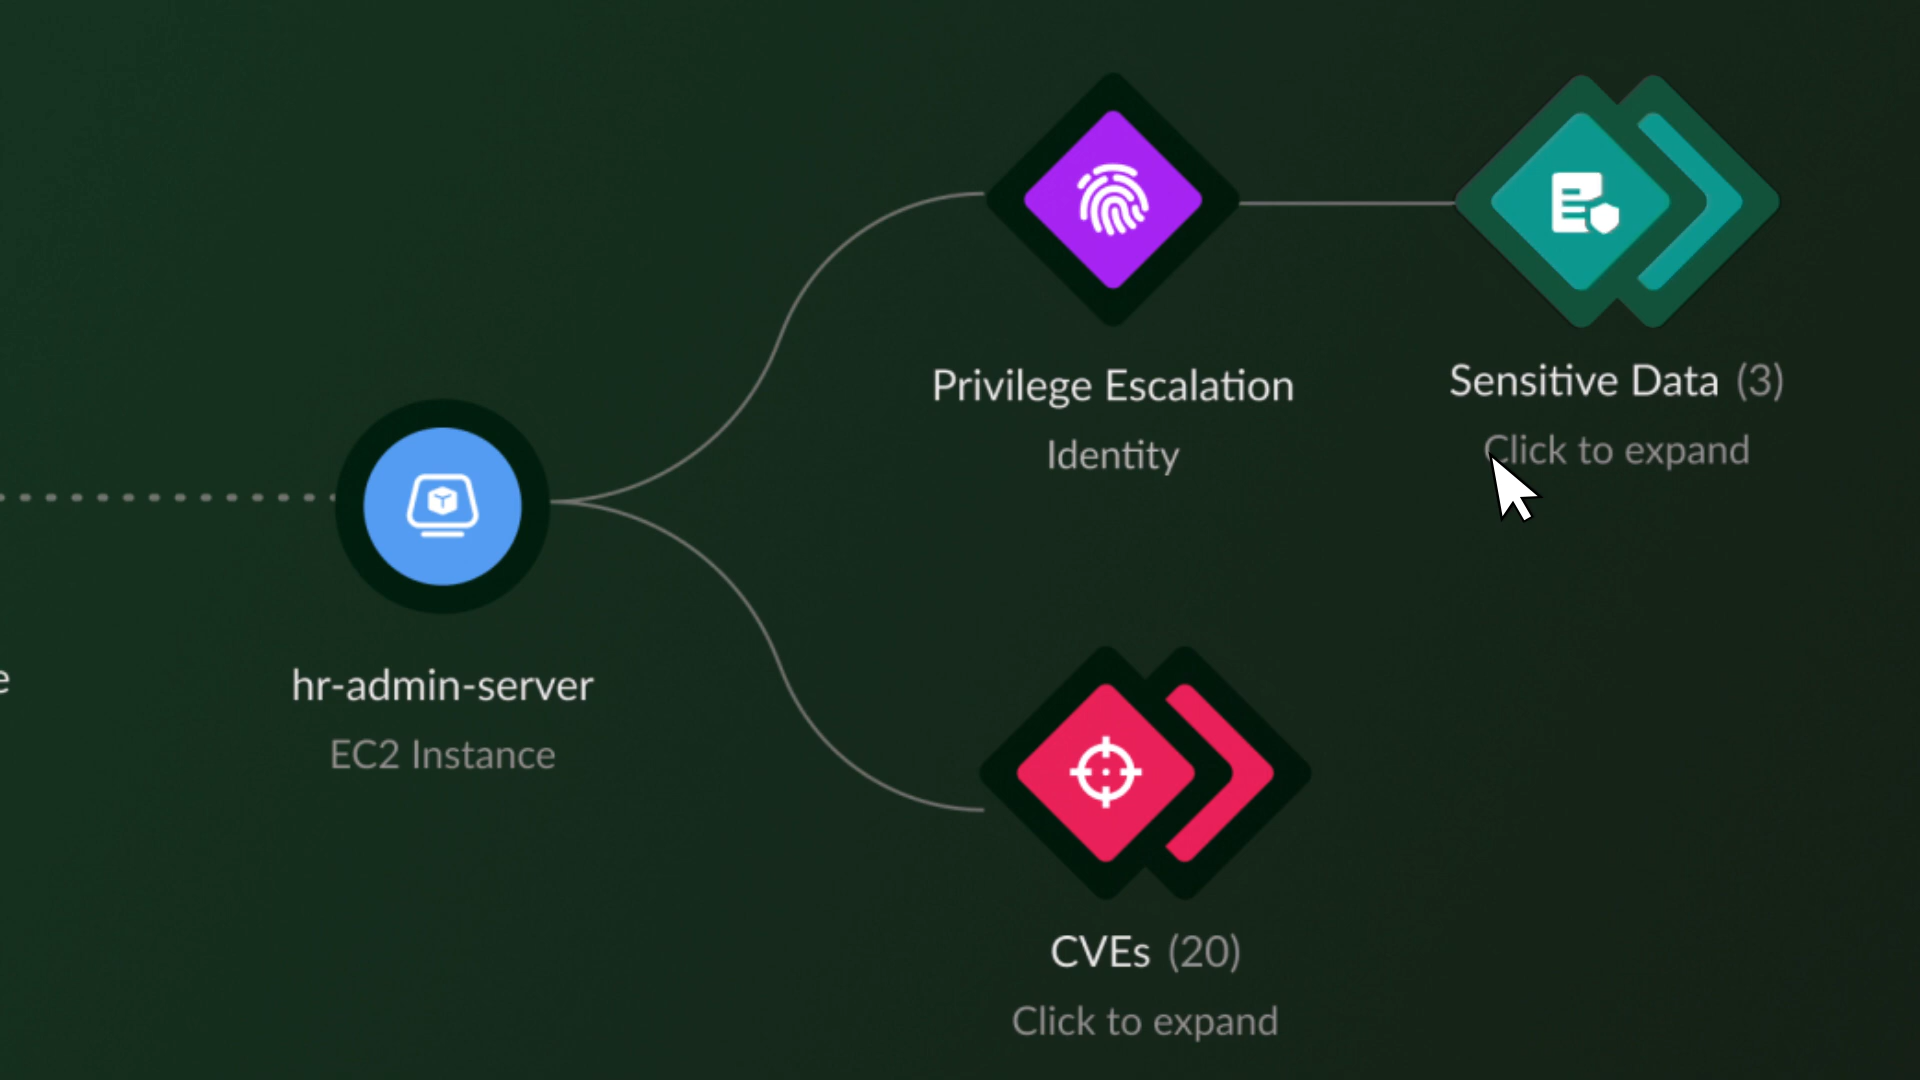 Privilege Escalation
Identity
Sensitive Data (3)
Click to expand
hr-admin-server
EC2 Instance
CVEs (20)
Click to expand